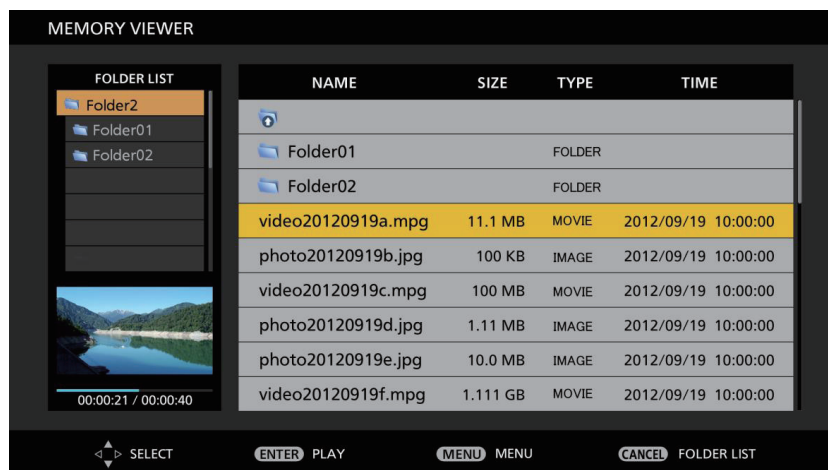 MEMORY VIEWER
FOLDER LIST
Folder2
Folder01
Folder02
00:00:21 / 00:00:40
NAME SIZE TYPE TIME
Folder01 FOLDER
Folder02 FOLDER
video20120919a.mpg 11.1 MB MOVIE 2012/09/19 10:00:00
photo20120919b.jpg 100 KB IMAGE 2012/09/19 10:00:00
video20120919c.mpg 100 MB MOVIE 2012/09/19 10:00:00
photo20120919d.jpg 1.11 MB IMAGE 2012/09/19 10:00:00
photo20120919e.jpg 10.0 MB IMAGE 2012/09/19 10:00:00
video20120919f.mpg 1.111 GB MOVIE 2012/09/19 10:00:00
SELECT ENTER PLAY MENU MENU CANCEL FOLDER LIST